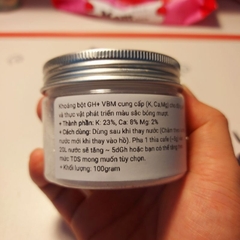 Khoáng bột GH+ VBM cung cấp (K, Ca,Mg)
và thực vật phát triển màu sắc bùng mượt.
• Thành phần: K: 23%, Ca: 8% Mg: 2%
• Cách dùng: Dùng sau khi thay nước (Châm
nước mới khi thay vào hồ). Pha 1 thìa cafe
20L nước sẽ tăng ~ 5dGh hoặc bạn có thể
mức TDS mong muốn tùy chọn.
• Khối lượng: 100gram